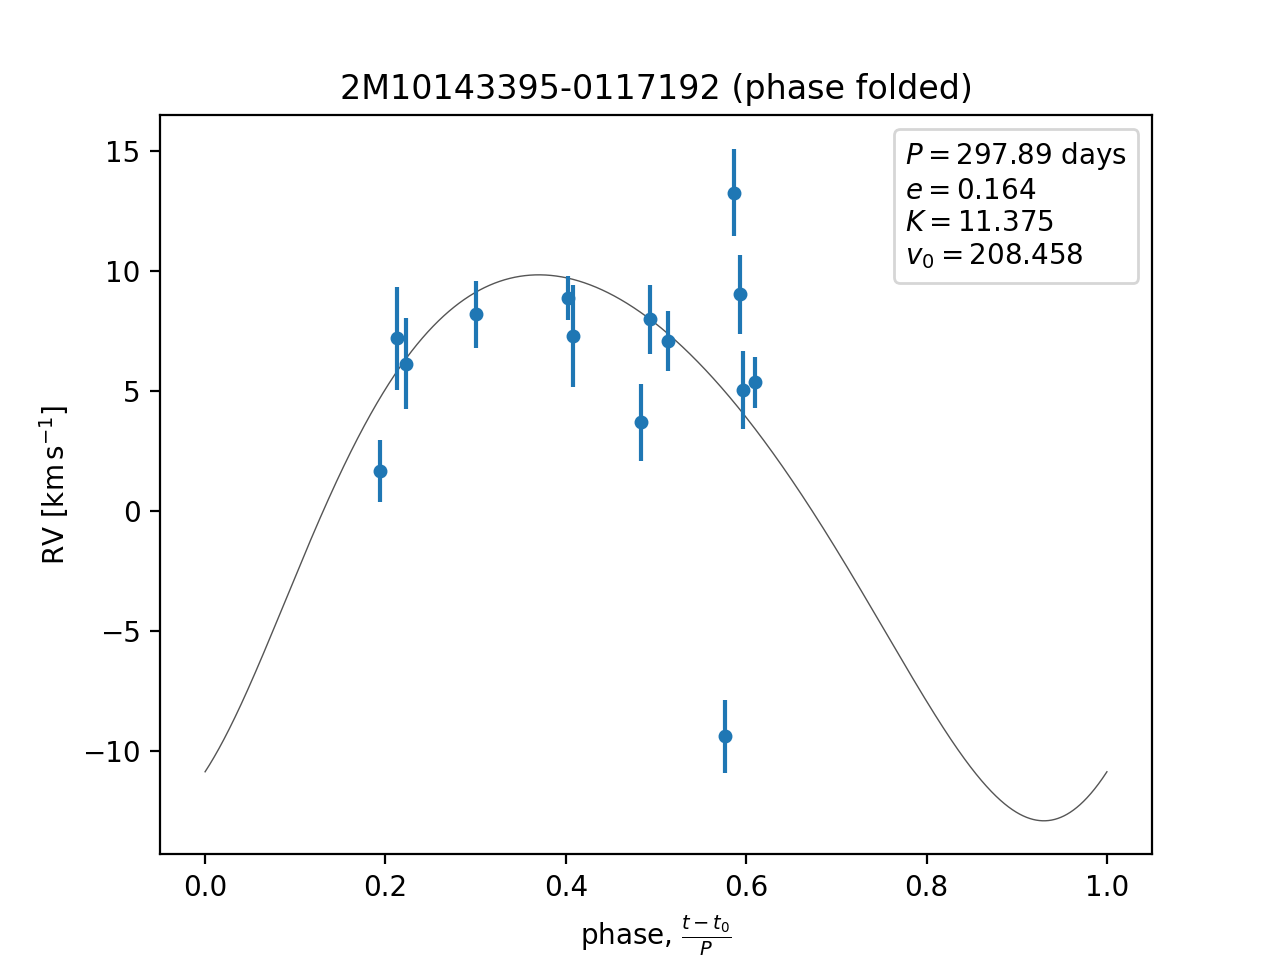 2M10143395-0117192 (phase folded)
P = 297.89 days
e = 0.164
K = 11.375
v₀ = 208.458
RV [km s⁻¹]
15
10
5
0
−5
−10
0.0 0.2 0.4 0.6 0.8 1.0
phase, (t − t₀)/P